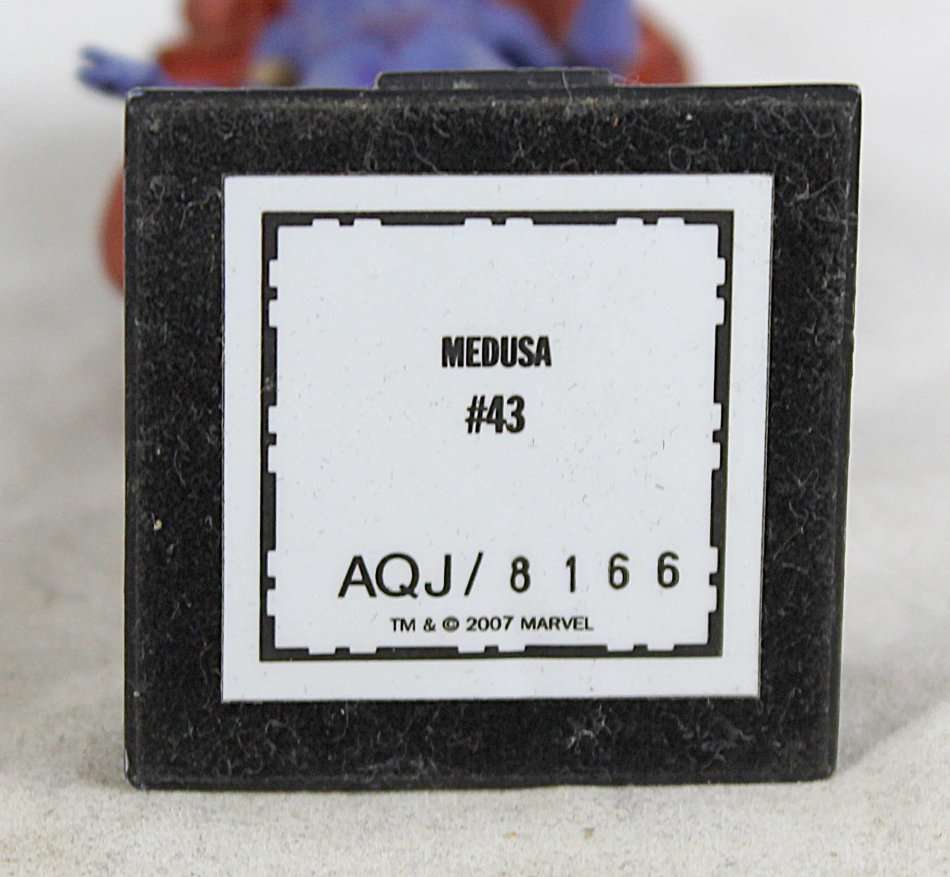 MEDUSA
#43
AQJ/ 8 1 6 6
TM & © 2007 MARVEL